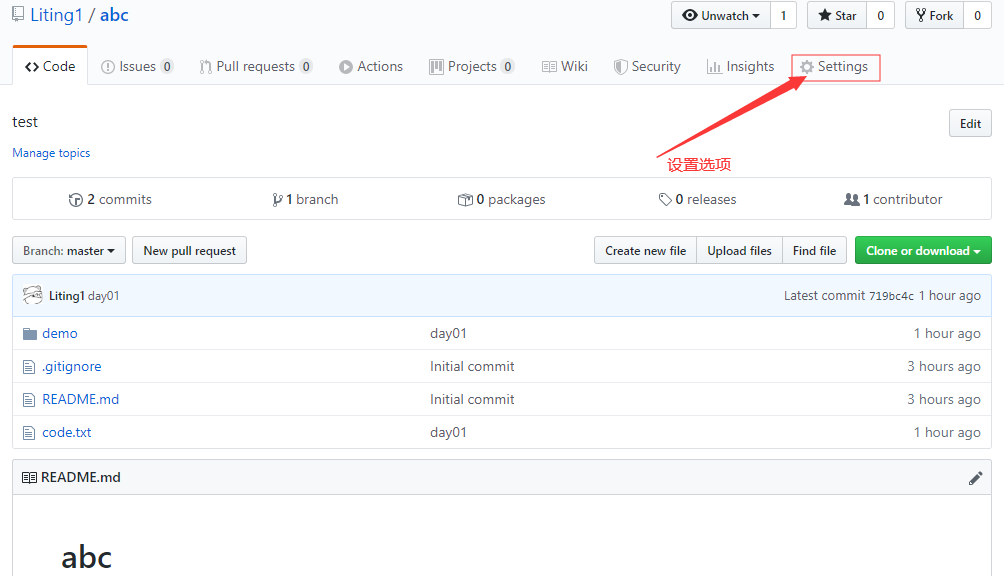 Liting1 / abc Unwatch 1 Star 0 Fork 0
Code Issues 0 Pull requests 0 Actions Projects 0 Wiki Security Insights Settings
test Edit
设置选项
Manage topics
2 commits 1 branch 0 packages 0 releases 1 contributor
Branch: master New pull request Create new file Upload files Find file Clone or download
Liting1 day01 Latest commit 719bc4c 1 hour ago
demo day01 1 hour ago
.gitignore Initial commit 3 hours ago
README.md Initial commit 3 hours ago
code.txt day01 1 hour ago
README.md
abc